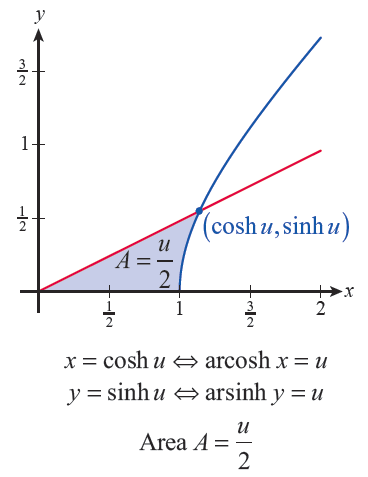 y
3/2
1
1/2
(cosh u, sinh u)
A = u/2
x
1/2
1
3/2
2
x = cosh u ⇔ arcosh x = u
y = sinh u ⇔ arsinh y = u
Area A = u/2